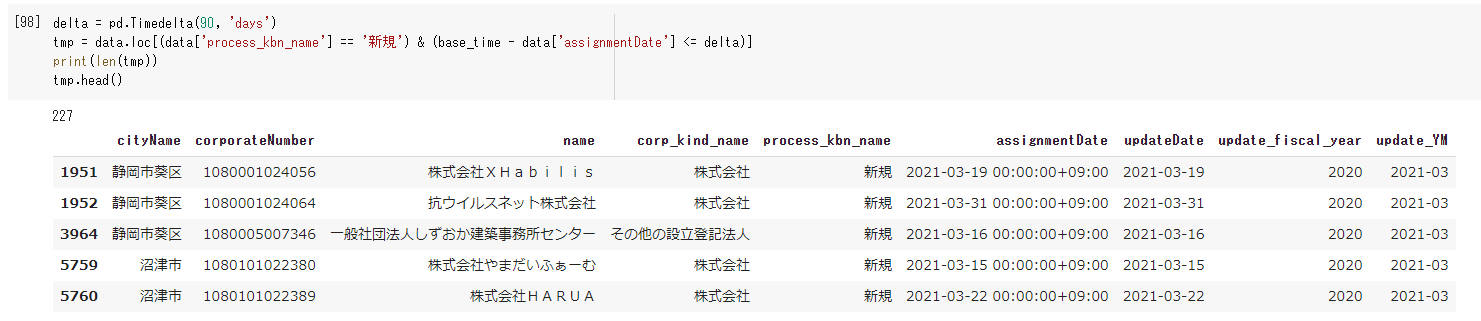 [98] delta = pd.Timedelta(90, 'days')
tmp = data.loc[(data['process_kbn_name'] == '新規') & (base_time - data['assignmentDate'] <= delta)]
print(len(tmp))
tmp.head()
227
cityName corporateNumber name corp_kind_name process_kbn_name assignmentDate updateDate update_fiscal_year update_YM
1951 静岡市葵区 1080001024056 株式会社ＸＨａｂｉｌｉｓ 株式会社 新規 2021-03-19 00:00:00+09:00 2021-03-19 2020 2021-03
1952 静岡市葵区 1080001024064 抗ウイルスネット株式会社 株式会社 新規 2021-03-31 00:00:00+09:00 2021-03-31 2020 2021-03
3964 静岡市葵区 1080005007346 一般社団法人しずおか建築事務所センター その他の設立登記法人 新規 2021-03-16 00:00:00+09:00 2021-03-16 2020 2021-03
5759 沼津市 1080101022380 株式会社やまだいふぁーむ 株式会社 新規 2021-03-15 00:00:00+09:00 2021-03-15 2020 2021-03
5760 沼津市 1080101022389 株式会社ＨＡＲＵＡ 株式会社 新規 2021-03-22 00:00:00+09:00 2021-03-22 2020 2021-03